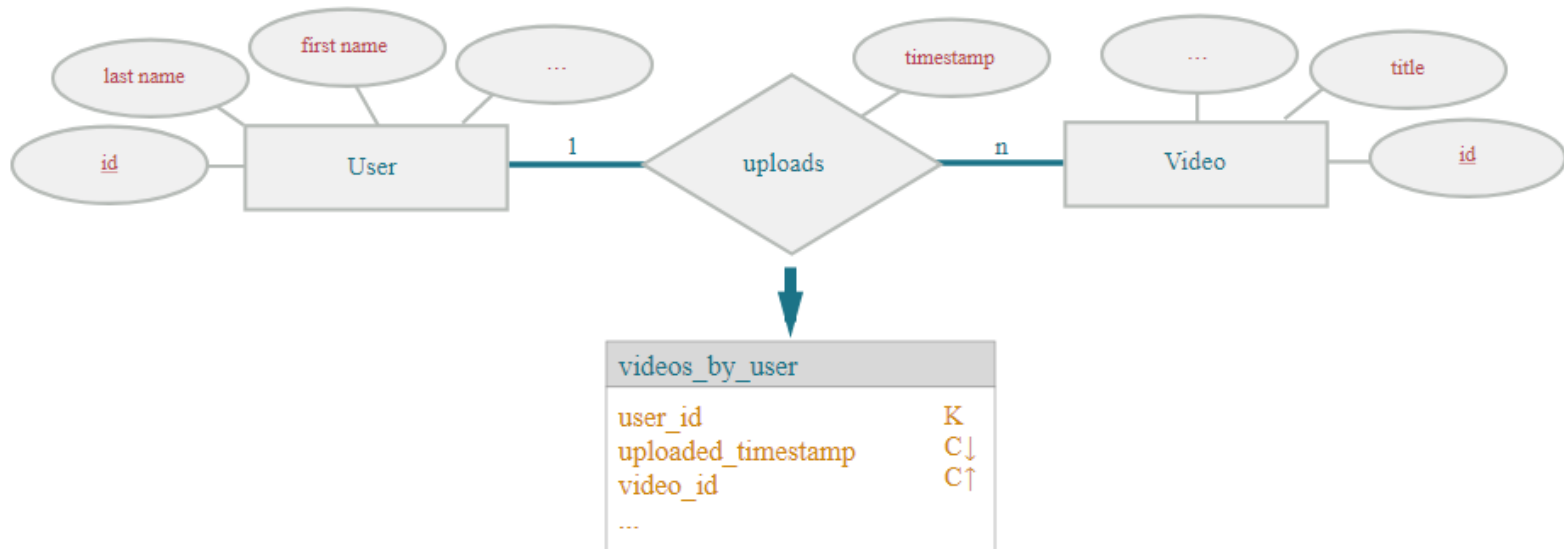 first name
last name
...
timestamp
...
title
id
User
1
uploads
n
Video
id
videos_by_user
user_id K
uploaded_timestamp C↓
video_id C↑
...